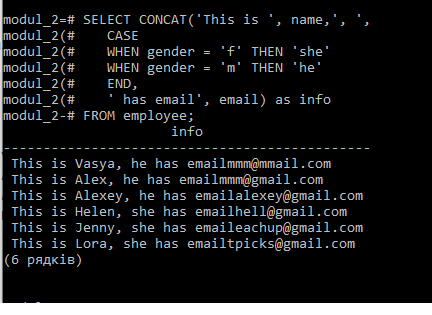 modul_2=# SELECT CONCAT('This is ', name,', ',
modul_2(#    CASE
modul_2(#    WHEN gender = 'f' THEN 'she'
modul_2(#    WHEN gender = 'm' THEN 'he'
modul_2(#    END,
modul_2(#    ' has email', email) as info
modul_2-# FROM employee;
info
-----------------------------------------------
This is Vasya, he has emailmmm@mmail.com
This is Alex, he has emailmmm@gmail.com
This is Alexey, he has emailalexey@gmail.com
This is Helen, she has emailhell@gmail.com
This is Jenny, she has emaileachup@gmail.com
This is Lora, she has emailtpicks@gmail.com
(6 рядків)